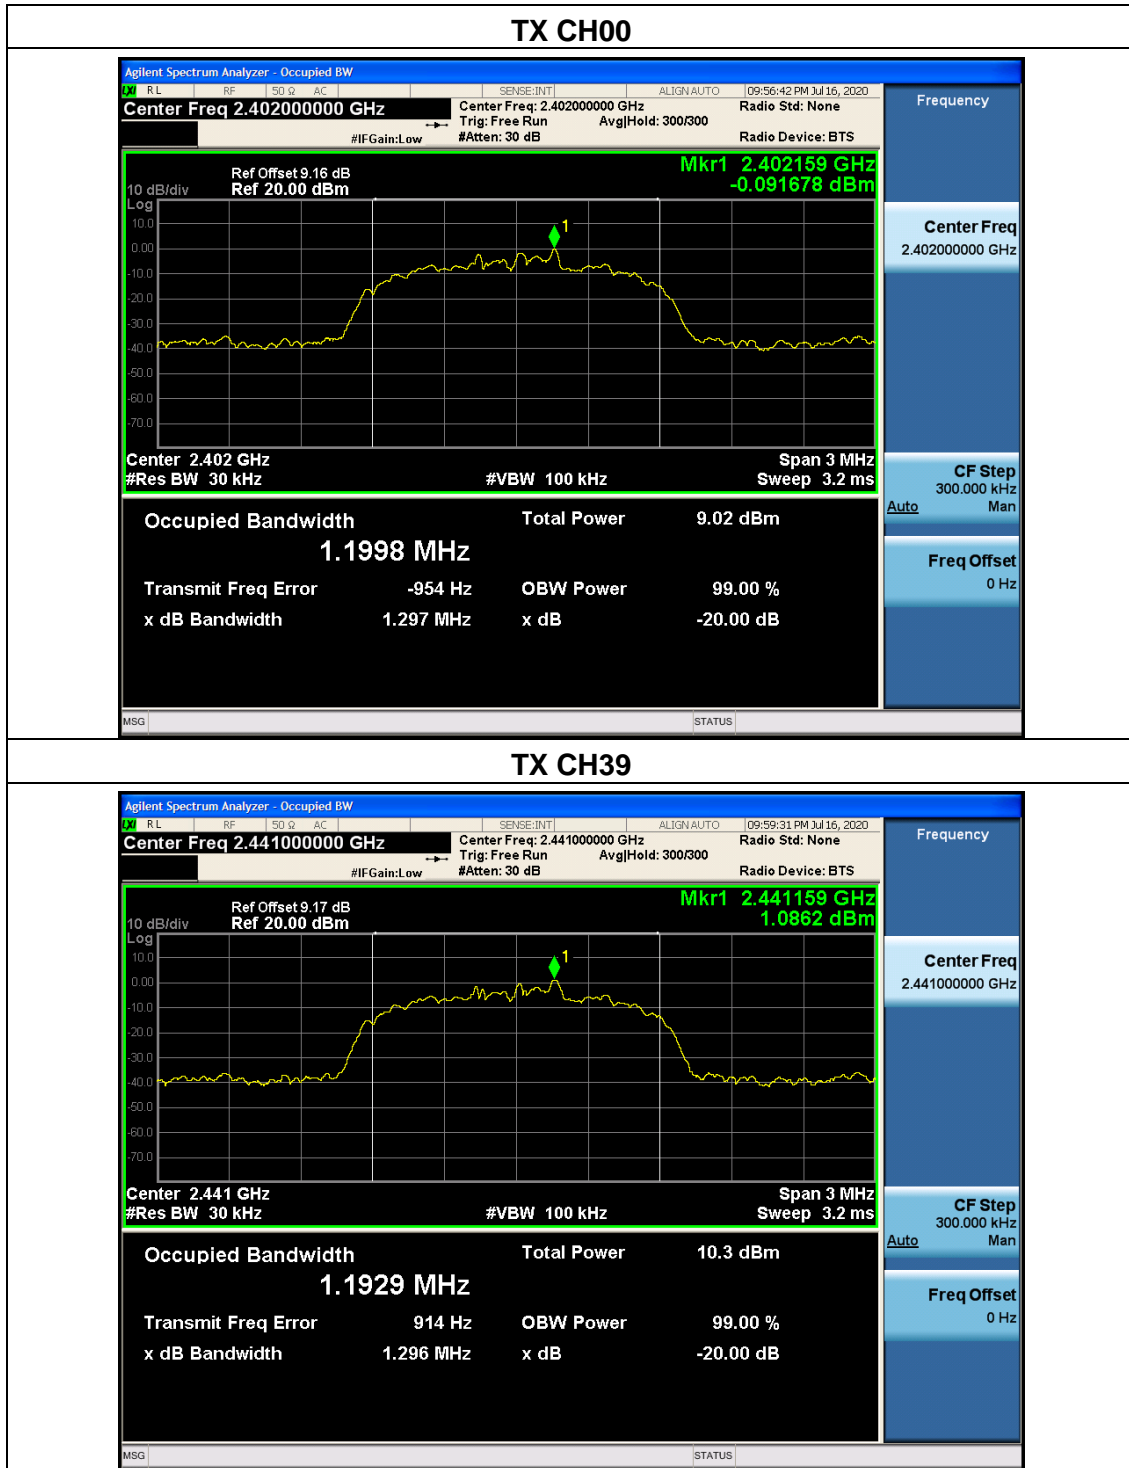 TX CH00
Agilent Spectrum Analyzer - Occupied BW
LXI RL RF 50 Ω AC SENSE:INT ALIGN AUTO 09:56:42 PM Jul 16, 2020
Center Freq 2.402000000 GHz
Center Freq: 2.402000000 GHz Radio Std: None
Trig: Free Run Avg|Hold: 300/300
#IFGain:Low #Atten: 30 dB Radio Device: BTS
Frequency
Mkr1 2.402159 GHz
-0.091678 dBm
Ref Offset 9.16 dB
10 dB/div Ref 20.00 dBm
Log
10.0
0.00
-10.0
-20.0
-30.0
-40.0
-50.0
-60.0
-70.0
1
Center Freq
2.402000000 GHz
Center 2.402 GHz Span 3 MHz
#Res BW 30 kHz #VBW 100 kHz Sweep 3.2 ms
CF Step
300.000 kHz
Auto Man
Freq Offset
0 Hz
Occupied Bandwidth Total Power 9.02 dBm
1.1998 MHz
Transmit Freq Error -954 Hz OBW Power 99.00 %
x dB Bandwidth 1.297 MHz x dB -20.00 dB
MSG STATUS
TX CH39
Agilent Spectrum Analyzer - Occupied BW
LXI RL RF 50 Ω AC SENSE:INT ALIGN AUTO 09:59:31 PM Jul 16, 2020
Center Freq 2.441000000 GHz
Center Freq: 2.441000000 GHz Radio Std: None
Trig: Free Run Avg|Hold: 300/300
#IFGain:Low #Atten: 30 dB Radio Device: BTS
Frequency
Mkr1 2.441159 GHz
1.0862 dBm
Ref Offset 9.17 dB
10 dB/div Ref 20.00 dBm
Log
10.0
0.00
-10.0
-20.0
-30.0
-40.0
-50.0
-60.0
-70.0
1
Center Freq
2.441000000 GHz
Center 2.441 GHz Span 3 MHz
#Res BW 30 kHz #VBW 100 kHz Sweep 3.2 ms
CF Step
300.000 kHz
Auto Man
Freq Offset
0 Hz
Occupied Bandwidth Total Power 10.3 dBm
1.1929 MHz
Transmit Freq Error 914 Hz OBW Power 99.00 %
x dB Bandwidth 1.296 MHz x dB -20.00 dB
MSG STATUS